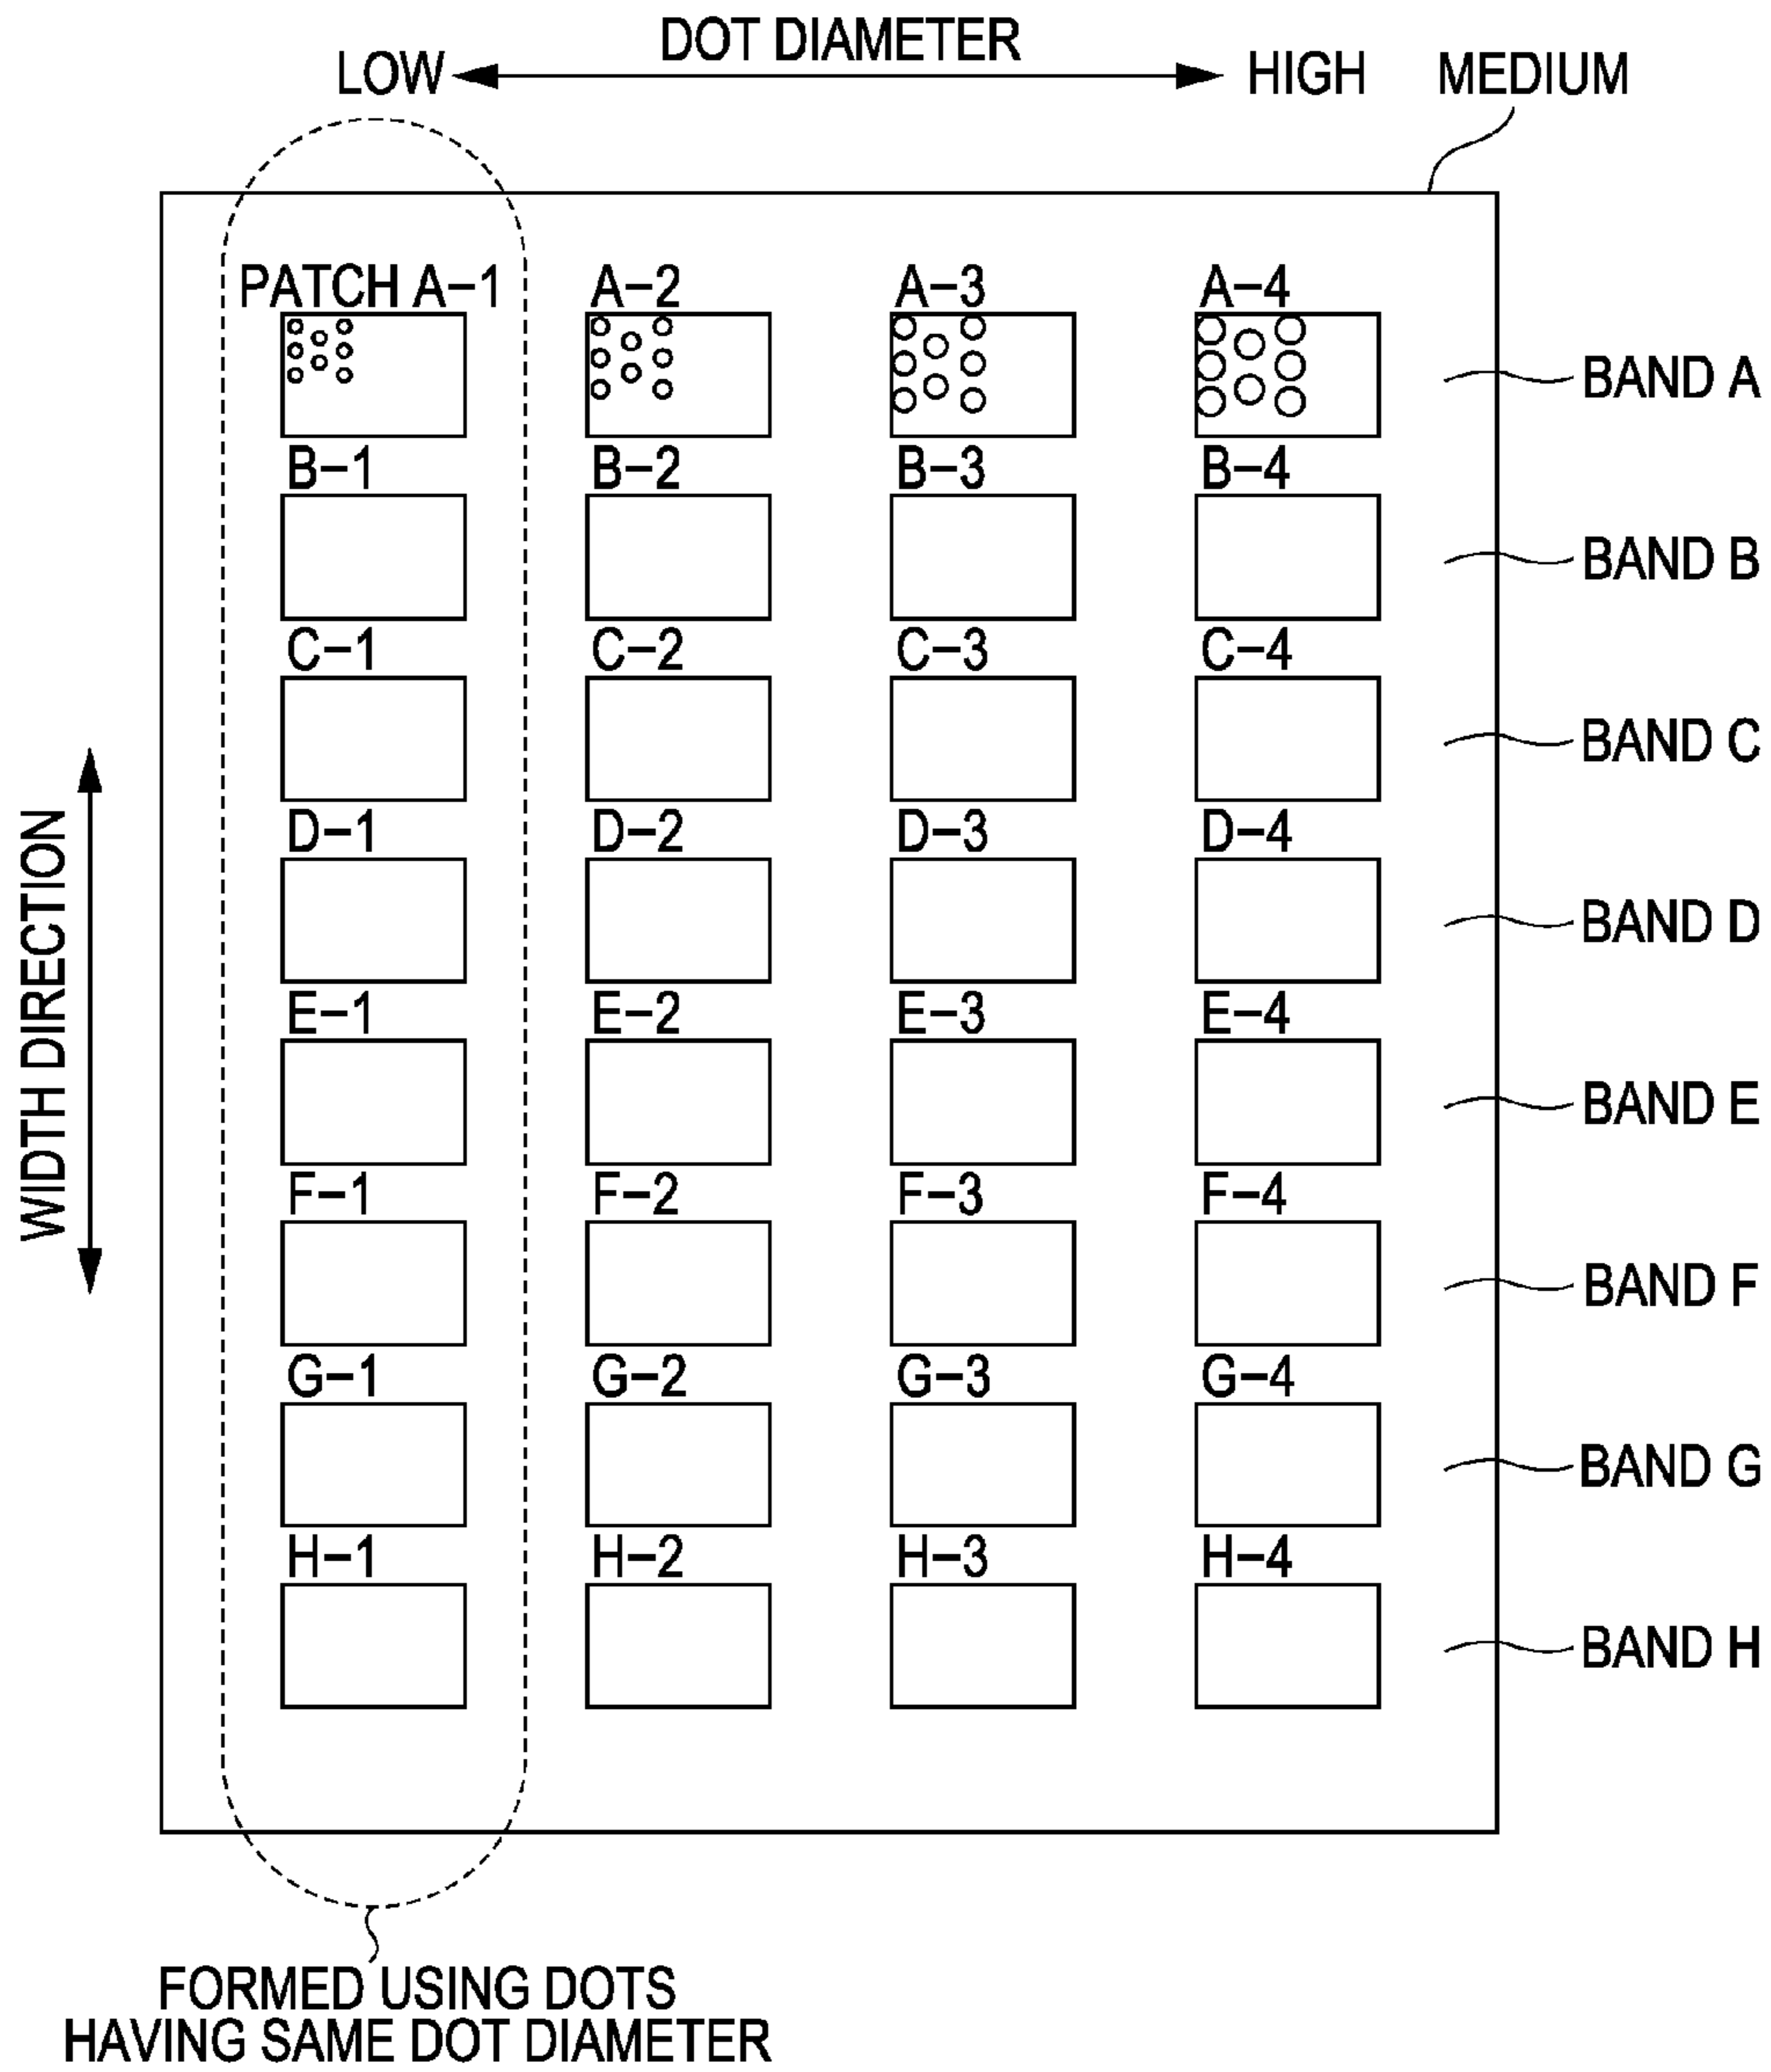 DOT DIAMETER
LOW HIGH MEDIUM
PATCH A-1 A-2 A-3 A-4
BAND A
B-1 B-2 B-3 B-4
BAND B
C-1 C-2 C-3 C-4
BAND C
D-1 D-2 D-3 D-4
BAND D
E-1 E-2 E-3 E-4
BAND E
F-1 F-2 F-3 F-4
BAND F
G-1 G-2 G-3 G-4
BAND G
H-1 H-2 H-3 H-4
BAND H
WIDTH DIRECTION
FORMED USING DOTS
HAVING SAME DOT DIAMETER